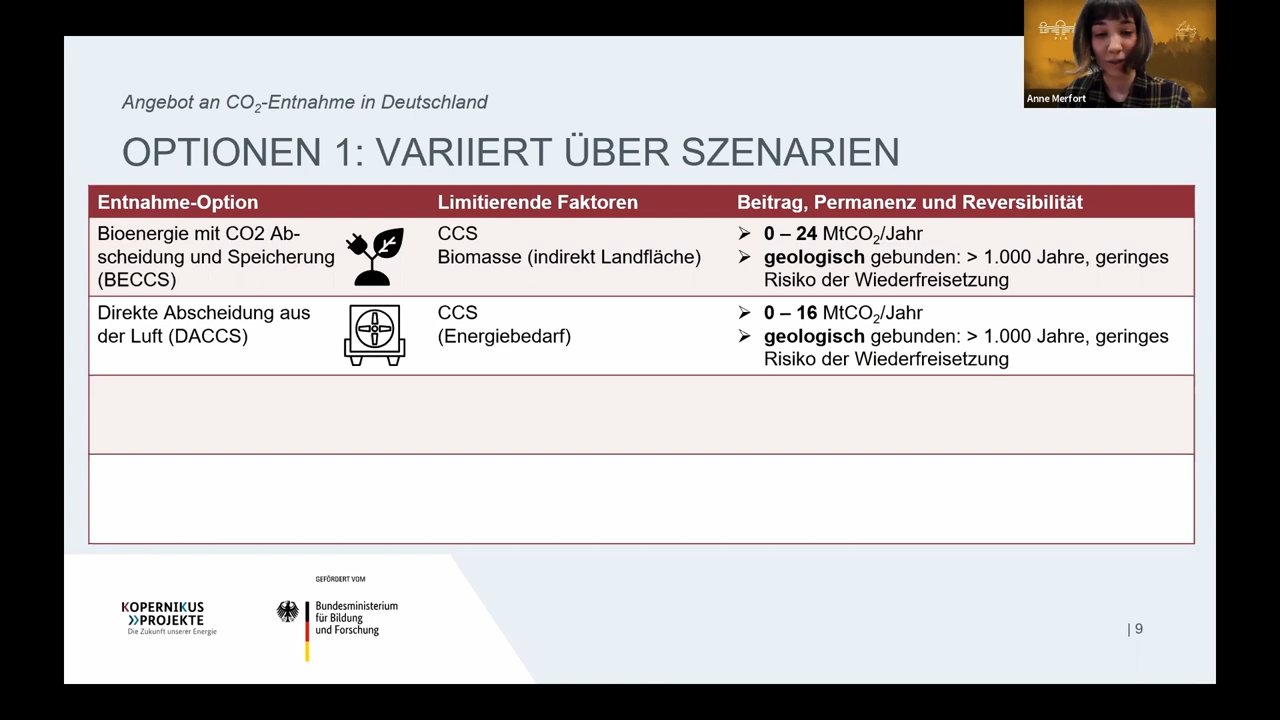 Anne Merfort
Angebot an CO2-Entnahme in Deutschland
OPTIONEN 1: VARIIERT ÜBER SZENARIEN
Entnahme-Option
Limitierende Faktoren
Beitrag, Permanenz und Reversibilität
Bioenergie mit CO2 Ab-
scheidung und Speicherung
(BECCS)
CCS
Biomasse (indirekt Landfläche)
➢ 0 – 24 MtCO2/Jahr
➢ geologisch gebunden: > 1.000 Jahre, geringes
Risiko der Wiederfreisetzung
Direkte Abscheidung aus
der Luft (DACCS)
CCS
(Energiebedarf)
➢ 0 – 16 MtCO2/Jahr
➢ geologisch gebunden: > 1.000 Jahre, geringes
Risiko der Wiederfreisetzung
KOPERNIKUS
PROJEKTE
Die Zukunft unserer Energie
GEFÖRDERT VOM
Bundesministerium
für Bildung
und Forschung
| 9